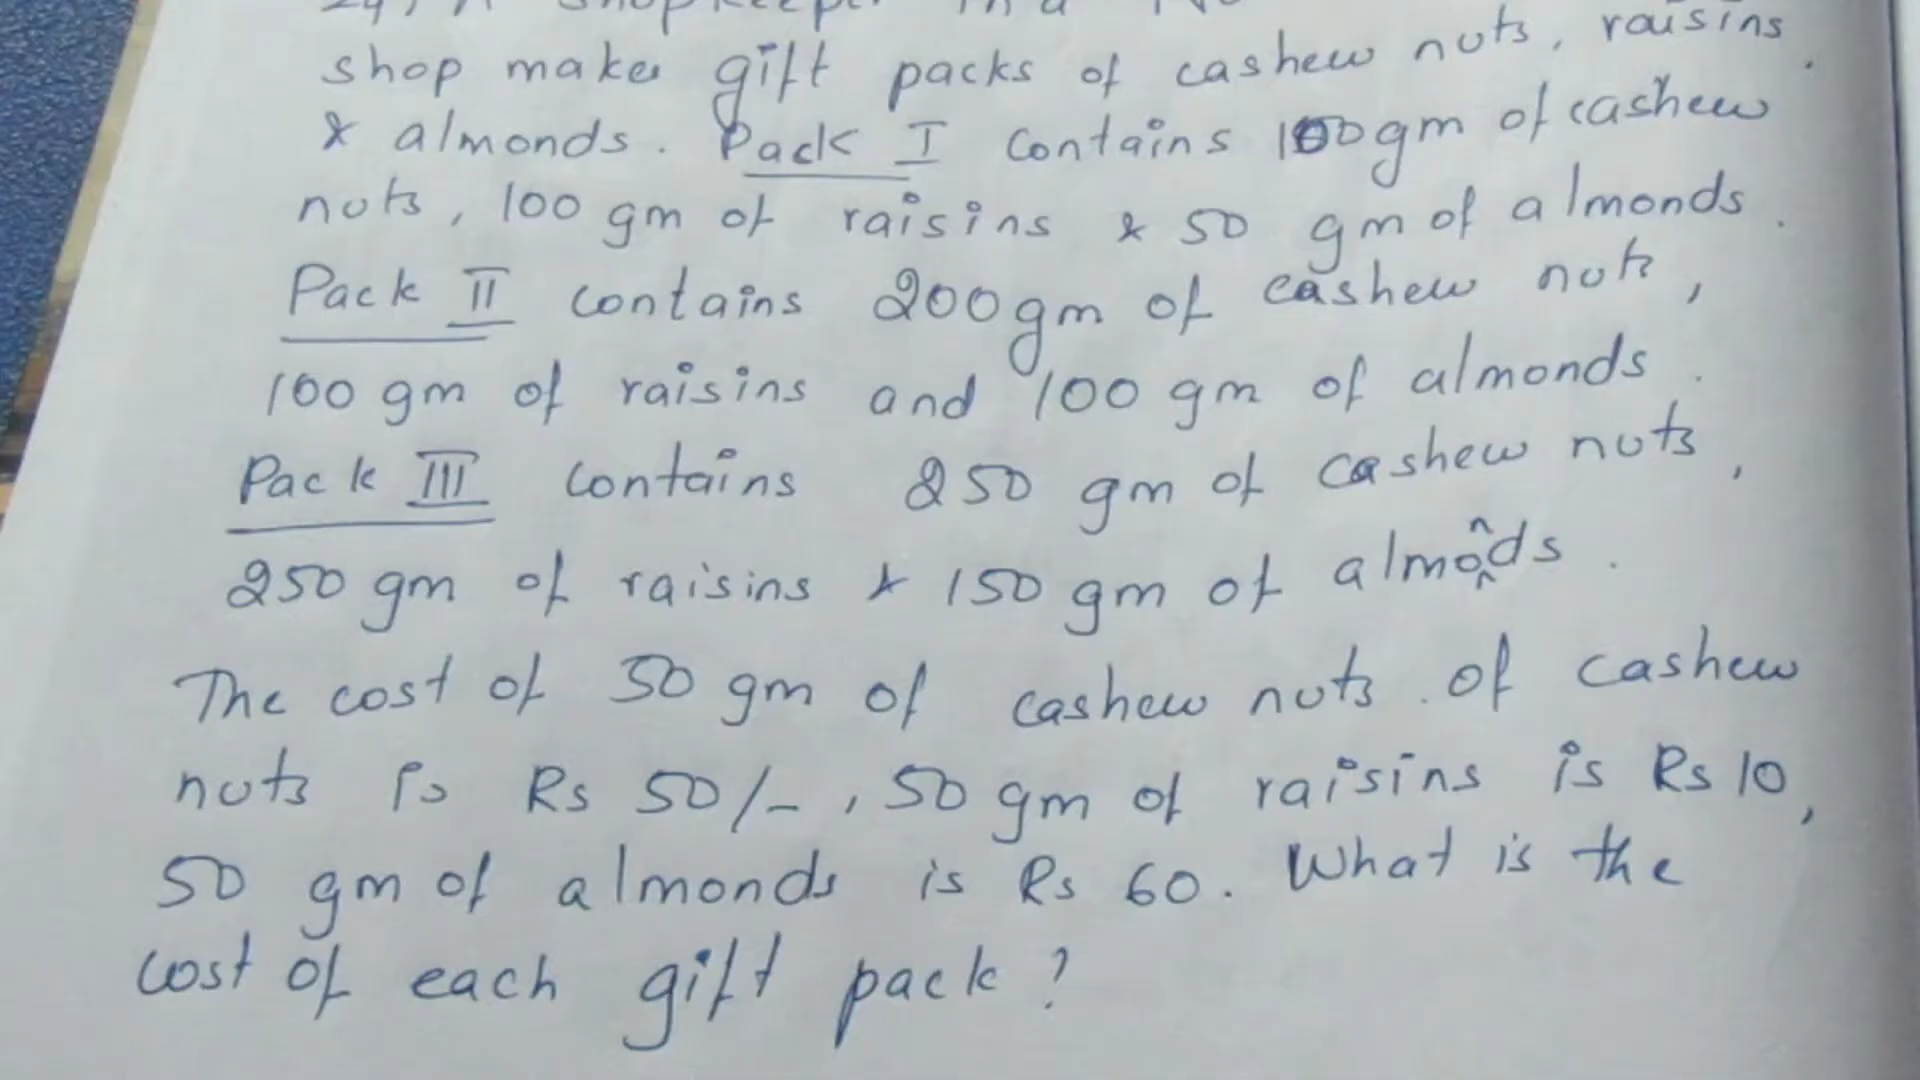 shop makes gift packs of cashew nuts, raisins
& almonds. Pack I contains 100gm of cashew
nuts, 100 gm of raisins & 50 gm of almonds.
Pack II contains 200gm of cashew nuts,
100 gm of raisins and 100 gm of almonds.
Pack III contains 250 gm of cashew nuts,
250 gm of raisins & 150 gm of almonds.
The cost of 50 gm of cashew nuts. of cashew
nuts is Rs 50/-, 50 gm of raisins is Rs 10,
50 gm of almonds is Rs 60. What is the
cost of each gift pack?